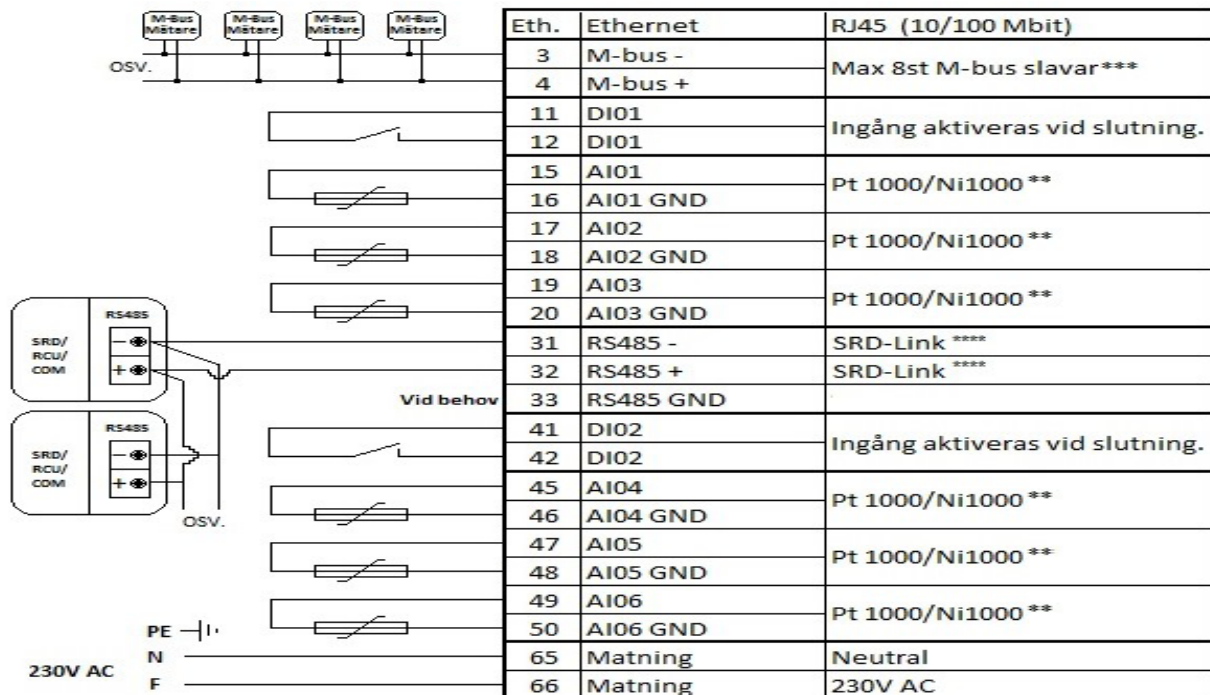 M-Bus Mätare
M-Bus Mätare
M-Bus Mätare
M-Bus Mätare
OSV.
Eth. Ethernet RJ45 (10/100 Mbit)
3 M-bus - Max 8st M-bus slavar***
4 M-bus +
11 DI01 Ingång aktiveras vid slutning.
12 DI01
15 AI01 Pt 1000/Ni1000**
16 AI01 GND
17 AI02 Pt 1000/Ni1000**
18 AI02 GND
19 AI03 Pt 1000/Ni1000**
20 AI03 GND
SRD/
RCU/
COM
RS485
-
+
31 RS485 - SRD-Link ****
32 RS485 + SRD-Link ****
Vid behov 33 RS485 GND
SRD/
RCU/
COM
RS485
-
+
OSV.
41 DI02 Ingång aktiveras vid slutning.
42 DI02
45 AI04 Pt 1000/Ni1000**
46 AI04 GND
47 AI05 Pt 1000/Ni1000**
48 AI05 GND
49 AI06 Pt 1000/Ni1000**
50 AI06 GND
PE
230V AC
N 65 Matning Neutral
F 66 Matning 230V AC